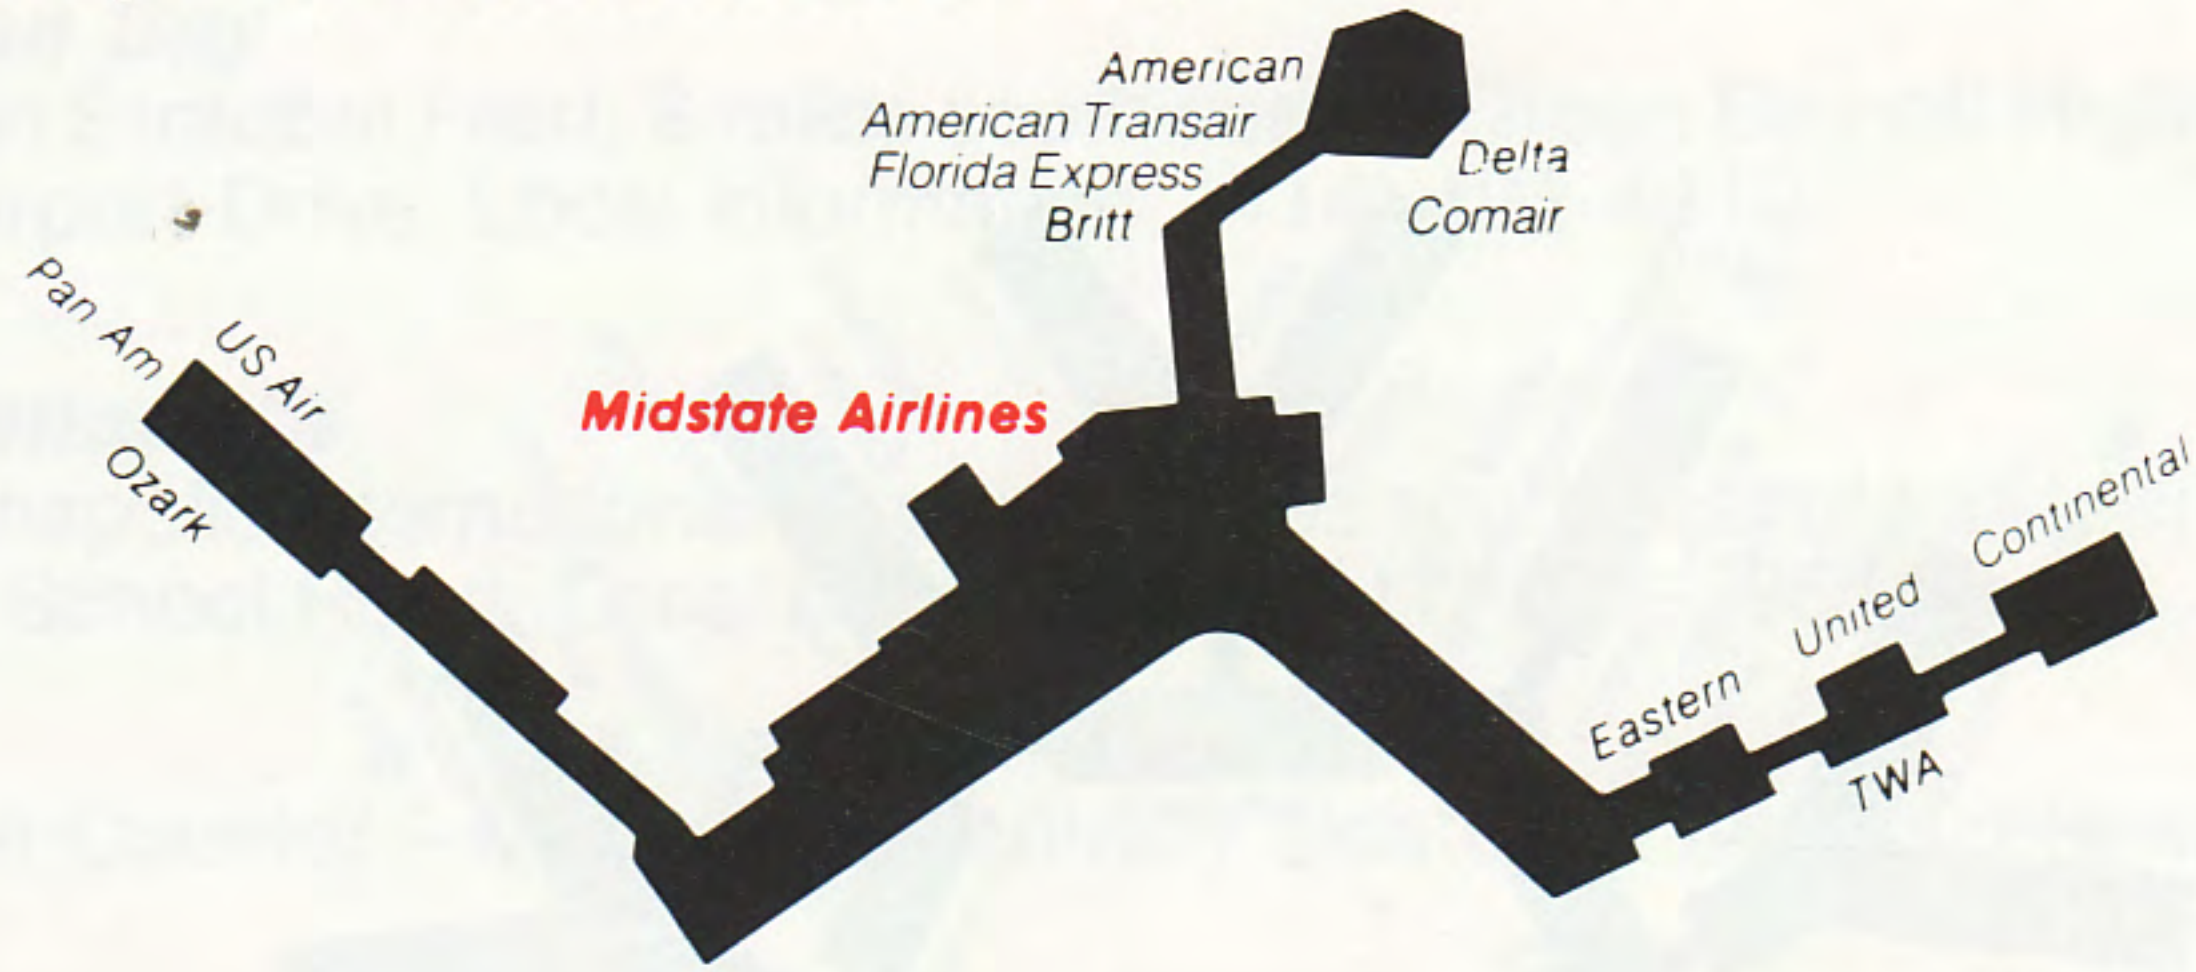 American
American Transair
Florida Express
Britt
Delta
Comair
Pan Am
US Air
Ozark
Midstate Airlines
Continental
United
Eastern
TWA